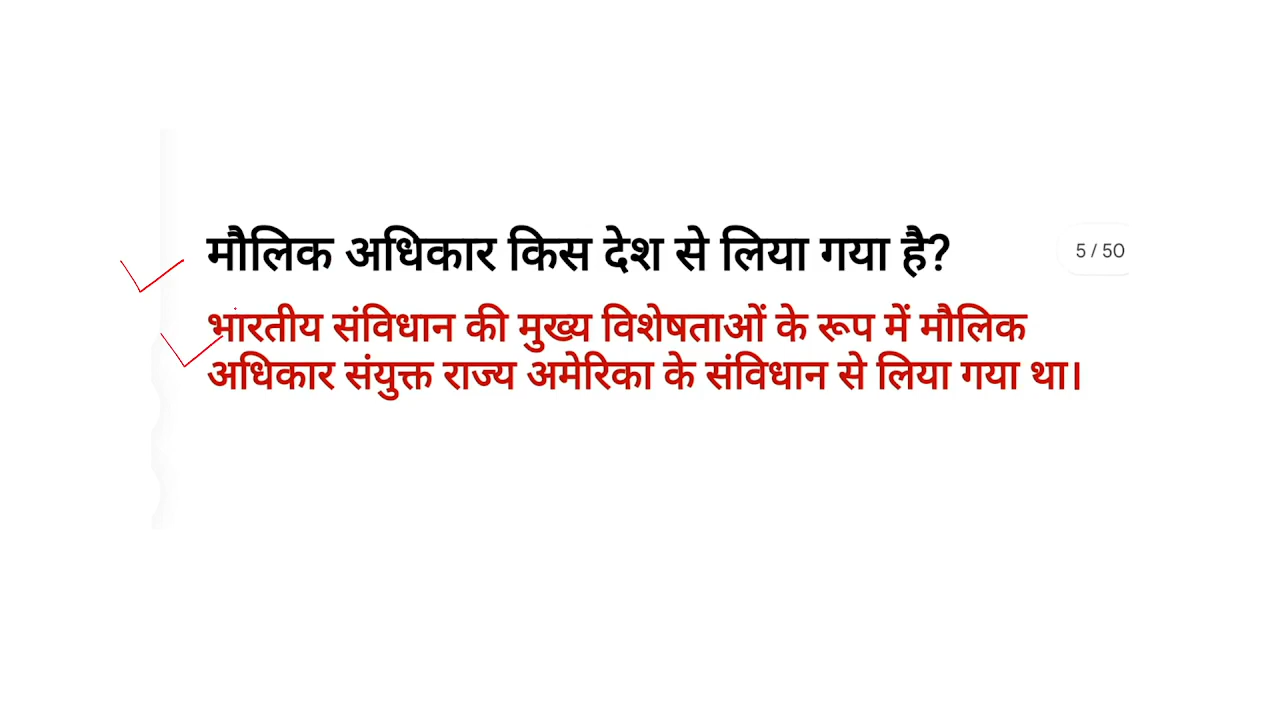 मौलिक अधिकार किस देश से लिया गया है?
5 / 50
भारतीय संविधान की मुख्य विशेषताओं के रूप में मौलिक
अधिकार संयुक्त राज्य अमेरिका के संविधान से लिया गया था।